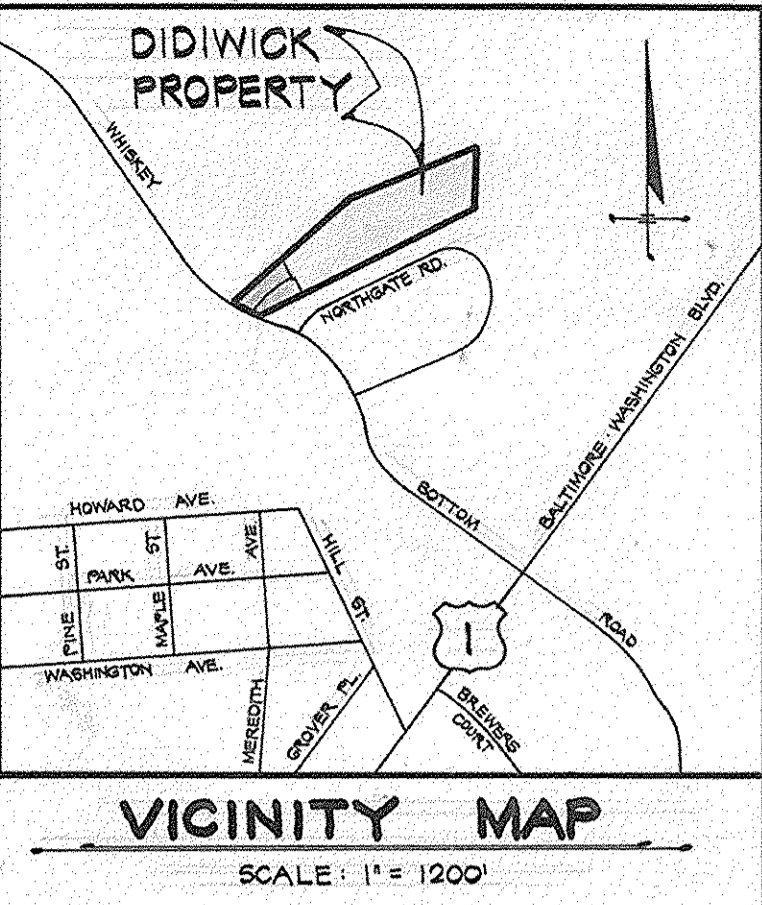 DIDIWICK
PROPERTY
WHISKEY
NORTHGATE RD.
BALTIMORE - WASHINGTON BLVD.
BOTTOM
ROAD
HOWARD AVE.
PINE ST.
PARK AVE.
MAPLE ST.
MEREDITH AVE.
HILL ST.
WASHINGTON AVE.
GROVER PL.
1
BREWERS
COURT
VICINITY MAP
SCALE: 1" = 1200'